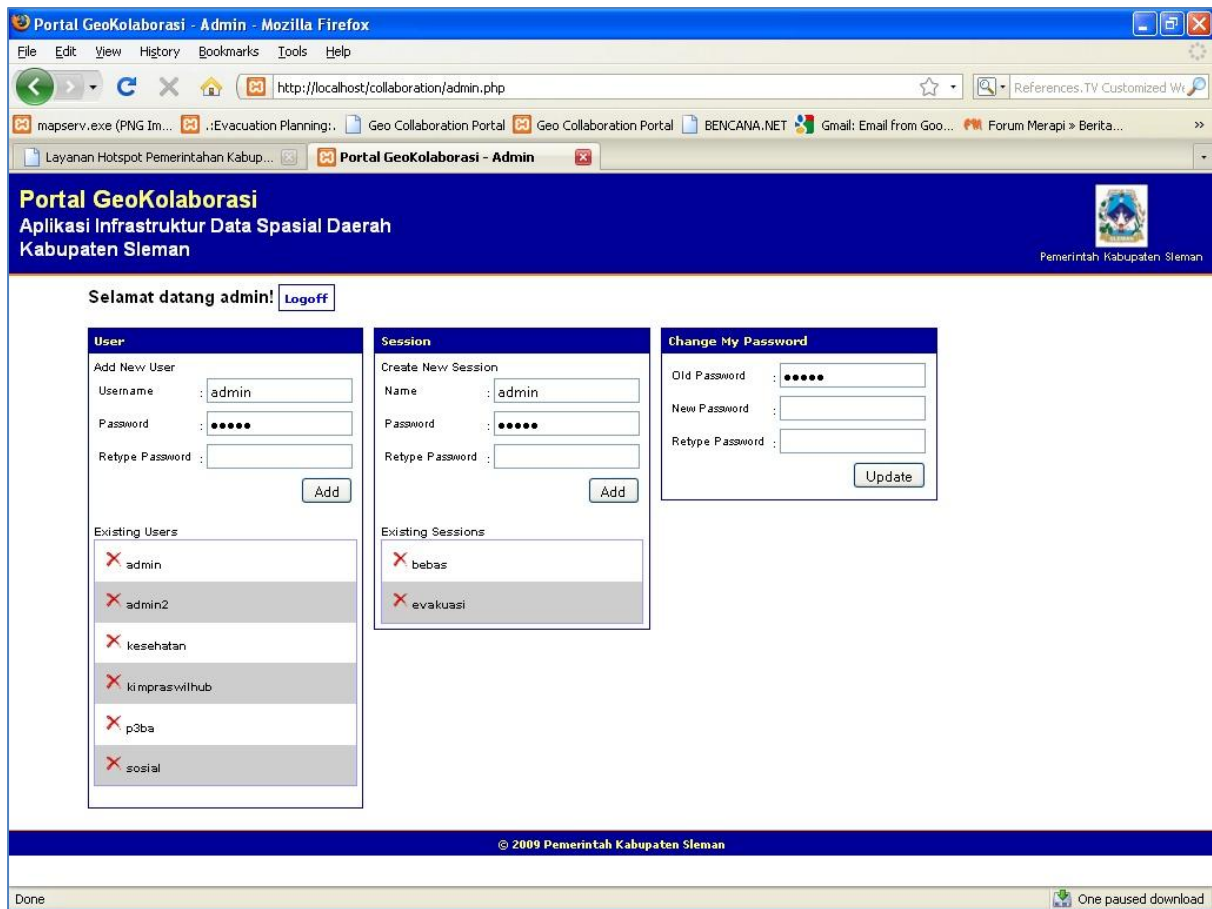 Portal GeoKolaborasi - Admin - Mozilla Firefox
File Edit View History Bookmarks Tools Help
http://localhost/collaboration/admin.php
References.TV Customized We
mapserv.exe (PNG Im... .:Evacuation Planning:. Geo Collaboration Portal Geo Collaboration Portal BENCANA.NET Gmail: Email from Goo... Forum Merapi » Berita... »
Layanan Hotspot Pemerintahan Kabup... Portal GeoKolaborasi - Admin
Portal GeoKolaborasi
Aplikasi Infrastruktur Data Spasial Daerah
Kabupaten Sleman
SLEMAN
Pemerintah Kabupaten Sleman
Selamat datang admin! Logoff
User
Add New User
Username : admin
Password : •••••
Retype Password :
Add
Existing Users
admin
admin2
kesehatan
kimpraswilhub
p3ba
sosial
Session
Create New Session
Name : admin
Password : •••••
Retype Password :
Add
Existing Sessions
bebas
evakuasi
Change My Password
Old Password : •••••
New Password :
Retype Password :
Update
© 2009 Pemerintah Kabupaten Sleman
Done
One paused download